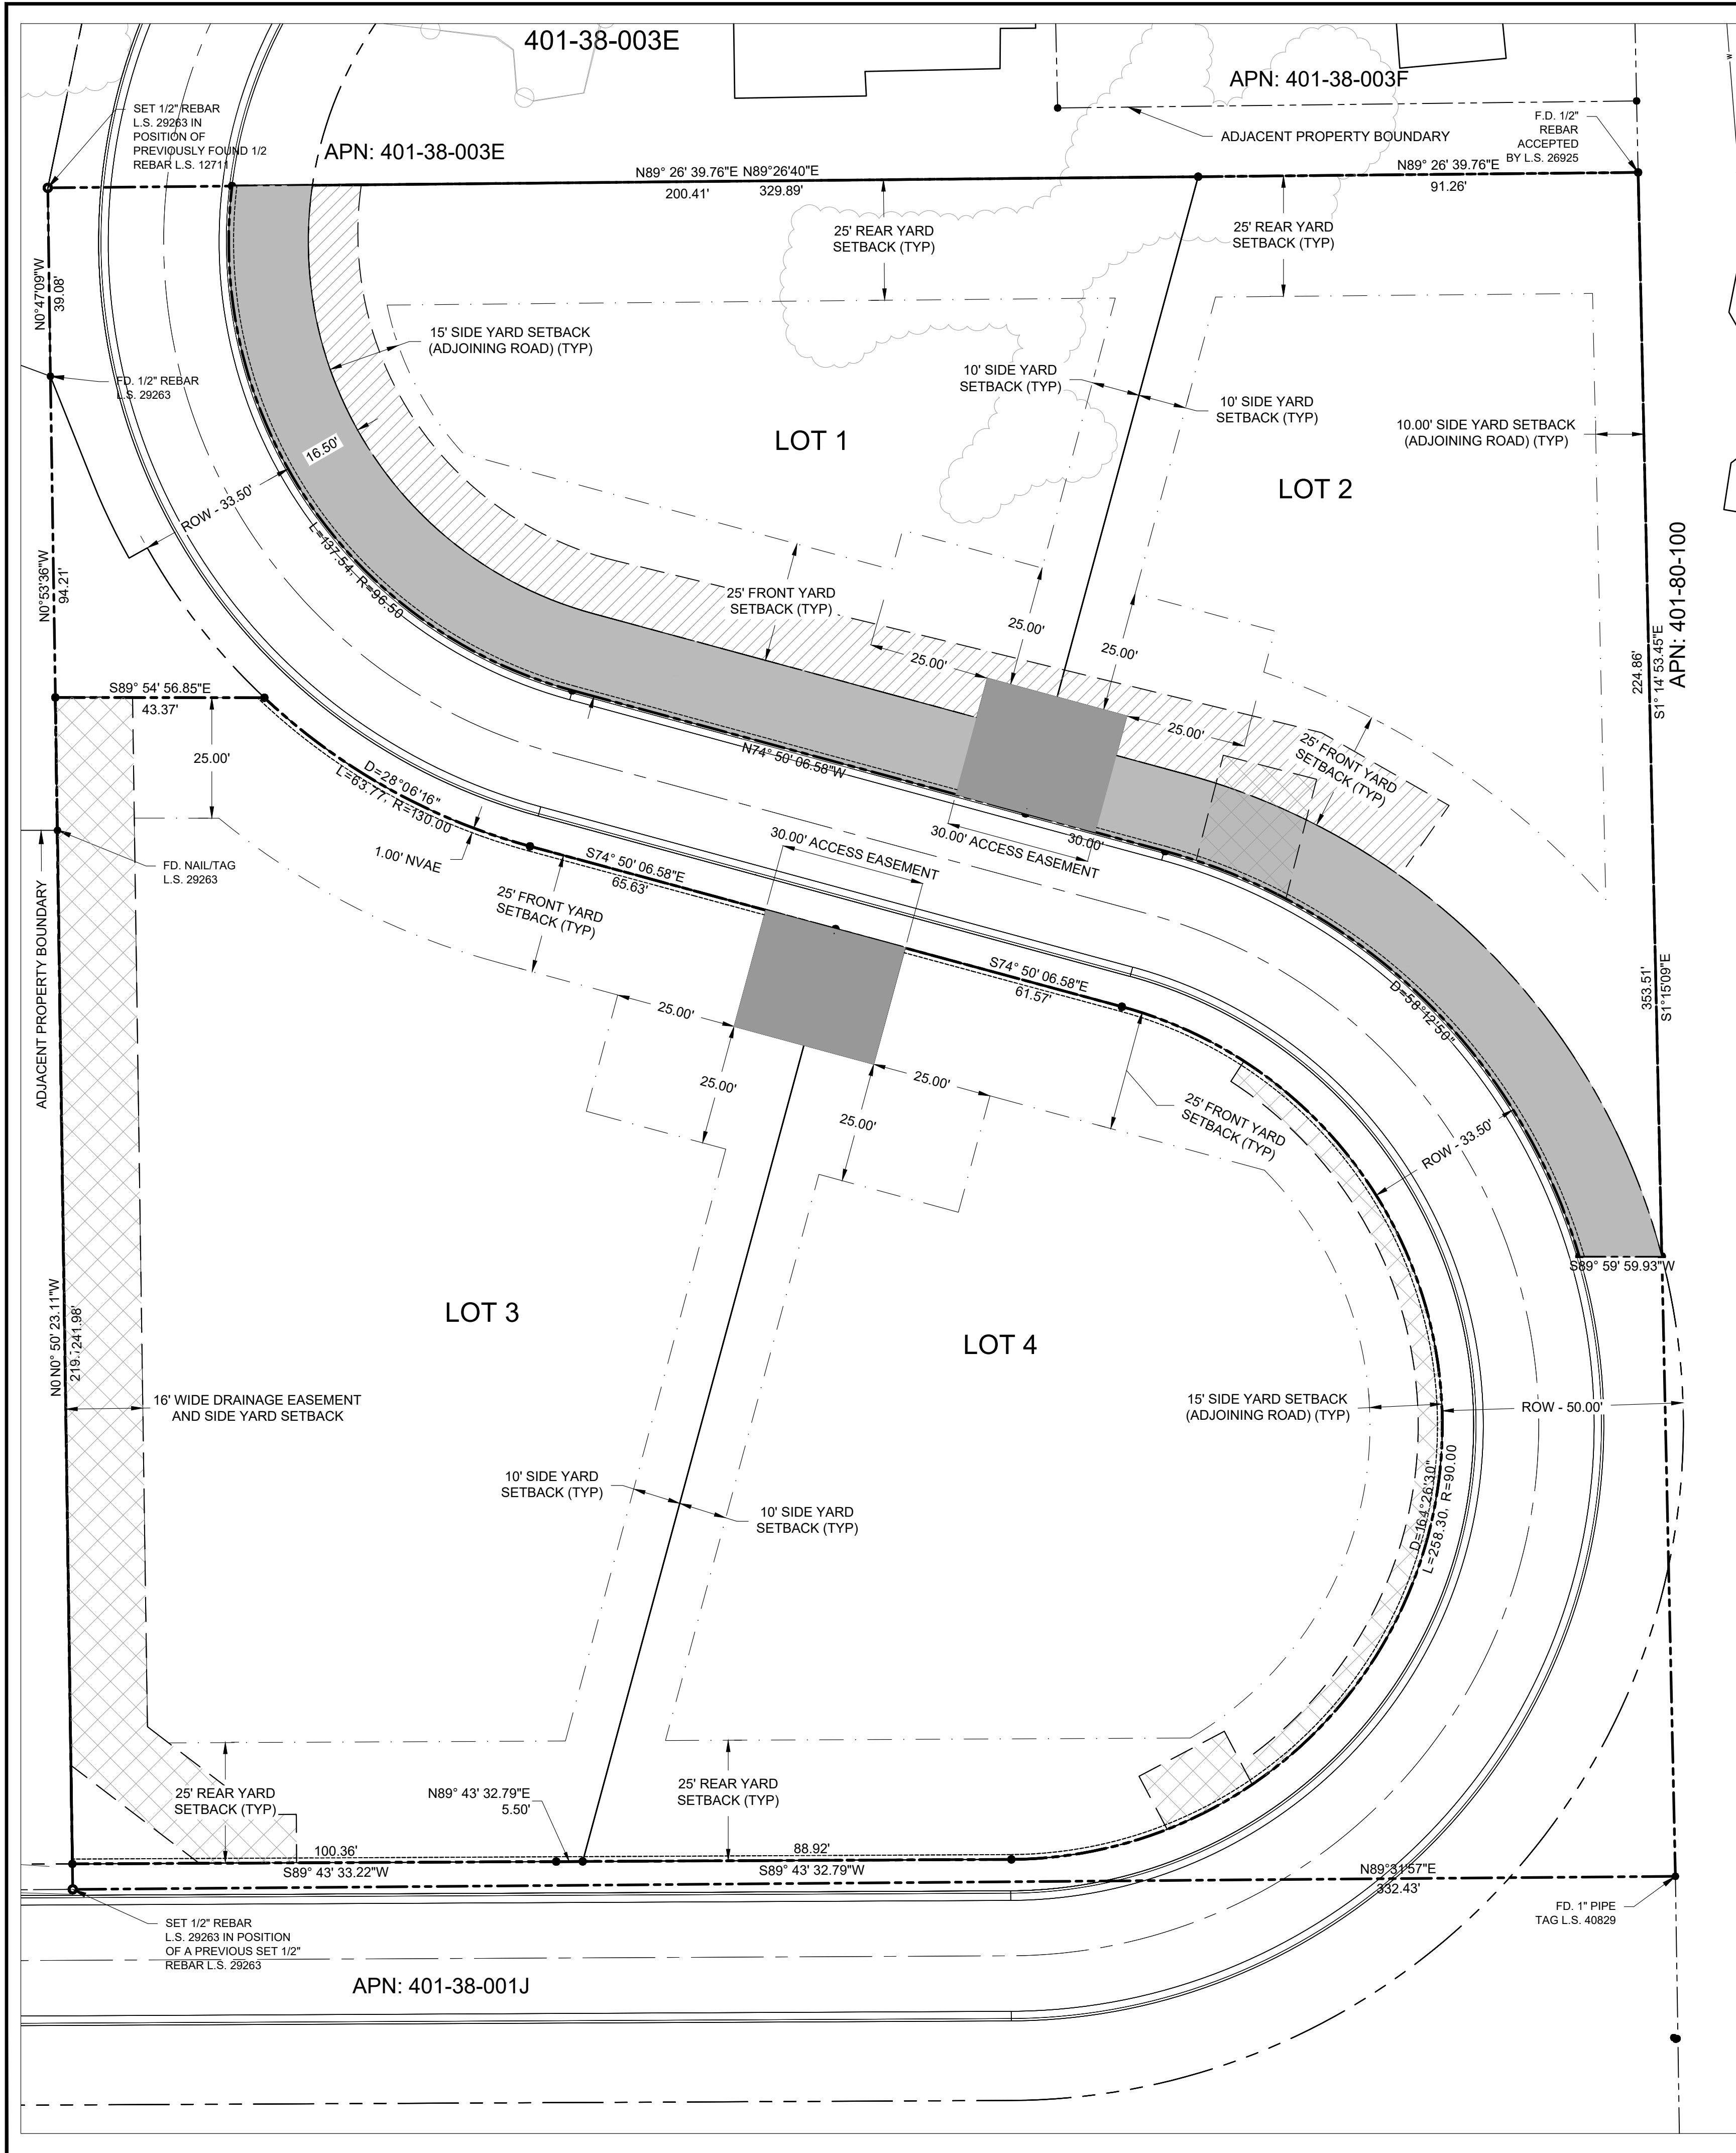 401-38-003E
APN: 401-38-003F
SET 1/2" REBAR
L.S. 29263 IN
POSITION OF
PREVIOUSLY FOUND 1/2
REBAR L.S. 12711
APN: 401-38-003E
ADJACENT PROPERTY BOUNDARY
F.D. 1/2"
REBAR
ACCEPTED
BY L.S. 26925
N89° 26' 39.76"E N89°26'40"E
200.41' 329.89'
N89° 26' 39.76"E
91.26'
25' REAR YARD
SETBACK (TYP)
25' REAR YARD
SETBACK (TYP)
N0°47'09"W
39.08'
15' SIDE YARD SETBACK
(ADJOINING ROAD) (TYP)
FD. 1/2" REBAR
L.S. 29263
10' SIDE YARD
SETBACK (TYP)
10' SIDE YARD
SETBACK (TYP)
10.00' SIDE YARD SETBACK
(ADJOINING ROAD) (TYP)
LOT 1
LOT 2
16.50'
ROW - 33.50'
L=137.54, R=96.50
N0°53'36"W
94.21'
25' FRONT YARD
SETBACK (TYP)
25.00'
25.00'
25.00'
25.00'
224.86'
S1° 14' 53.45"E
APN: 401-80-100
S89° 54' 56.85"E
43.37'
25.00'
25' FRONT YARD
SETBACK (TYP)
N74° 50' 06.58"W
D=28°06'16"
L=63.77, R=130.00
1.00' NVAE
30.00' ACCESS EASEMENT
30.00' ACCESS EASEMENT
30.00'
FD. NAIL/TAG
L.S. 29263
ADJACENT PROPERTY BOUNDARY
S74° 50' 06.58"E
65.63'
25' FRONT YARD
SETBACK (TYP)
S74° 50' 06.58"E
61.57'
D=58°12'50"
353.51'
S1°15'09"E
25.00'
25.00'
25.00'
25.00'
25' FRONT YARD
SETBACK (TYP)
ROW - 33.50'
S89° 59' 59.93"W
LOT 3
LOT 4
N0° 50' 23.11"W
241.98'
16' WIDE DRAINAGE EASEMENT
AND SIDE YARD SETBACK
15' SIDE YARD SETBACK
(ADJOINING ROAD) (TYP)
ROW - 50.00'
10' SIDE YARD
SETBACK (TYP)
10' SIDE YARD
SETBACK (TYP)
D=164°26'30"
L=258.30, R=90.00
25' REAR YARD
SETBACK (TYP)
N89° 43' 32.79"E
5.50'
25' REAR YARD
SETBACK (TYP)
100.36'
S89° 43' 33.22"W
88.92'
S89° 43' 32.79"W
N89°31'57"E
332.43'
SET 1/2" REBAR
L.S. 29263 IN POSITION
OF A PREVIOUS SET 1/2"
REBAR L.S. 29263
FD. 1" PIPE
TAG L.S. 40829
APN: 401-38-001J